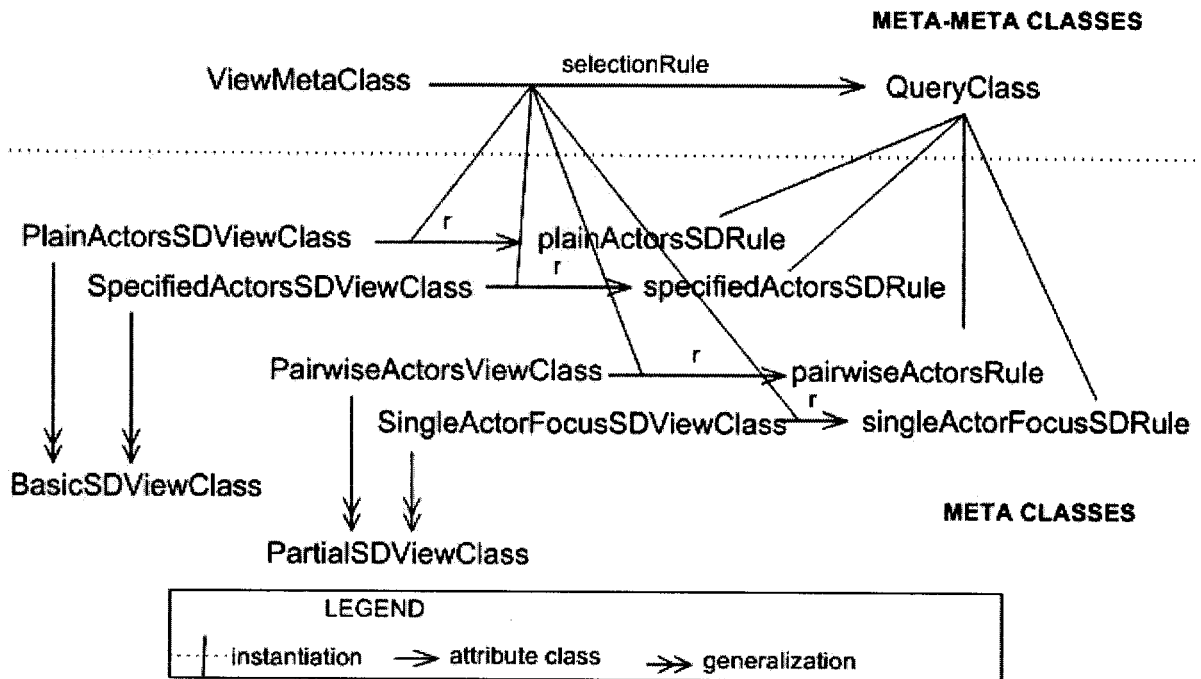 META-META CLASSES
ViewMetaClass
selectionRule
QueryClass
PlainActorsSDViewClass
r
plainActorsSDRule
SpecifiedActorsSDViewClass
r
specifiedActorsSDRule
PairwiseActorsViewClass
r
pairwiseActorsRule
SingleActorFocusSDViewClass
r
singleActorFocusSDRule
BasicSDViewClass
META CLASSES
PartialSDViewClass
LEGEND
instantiation
attribute class
generalization